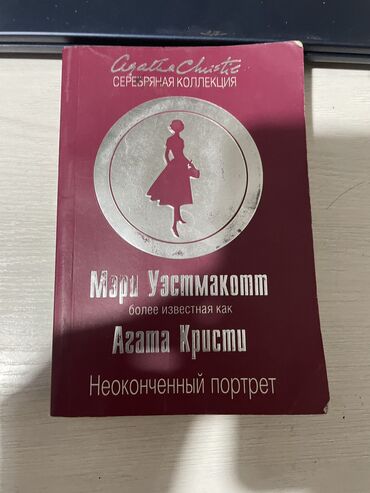 Agatha Christie
СЕРЕБРЯНАЯ КОЛЛЕКЦИЯ
Мэри Уэстмакотт
более известная как
Агата Кристи
Неоконченный портрет